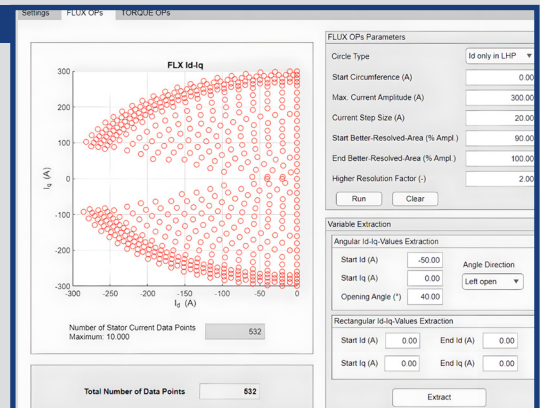 Settings FLUX OPs TORQUE OPs
FLUX OPs Parameters
FLX Id-Iq
300
200
100
0
-100
-200
-300
Iq (A)
-300 -250 -200 -150 -100 -50 0
Id (A)
Number of Stator Current Data Points
Maximum: 10.000
532
Total Number of Data Points 532
Circle Type Id only in LHP
Start Circumference (A) 0.00
Max. Current Amplitude (A) 300.00
Current Step Size (A) 20.00
Start Better-Resolved-Area (% Ampl.) 90.00
End Better-Resolved-Area (% Ampl.) 100.00
Higher Resolution Factor (-) 2.00
Run Clear
Variable Extraction
Angular Id-Iq-Values Extraction
Start Id (A) -50.00
Start Iq (A) 0.00
Opening Angle (°) 40.00
Angle Direction
Left open
Rectangular Id-Iq-Values Extraction
Start Id (A) 0.00 End Id (A) 0.00
Start Iq (A) 0.00 End Iq (A) 0.00
Extract